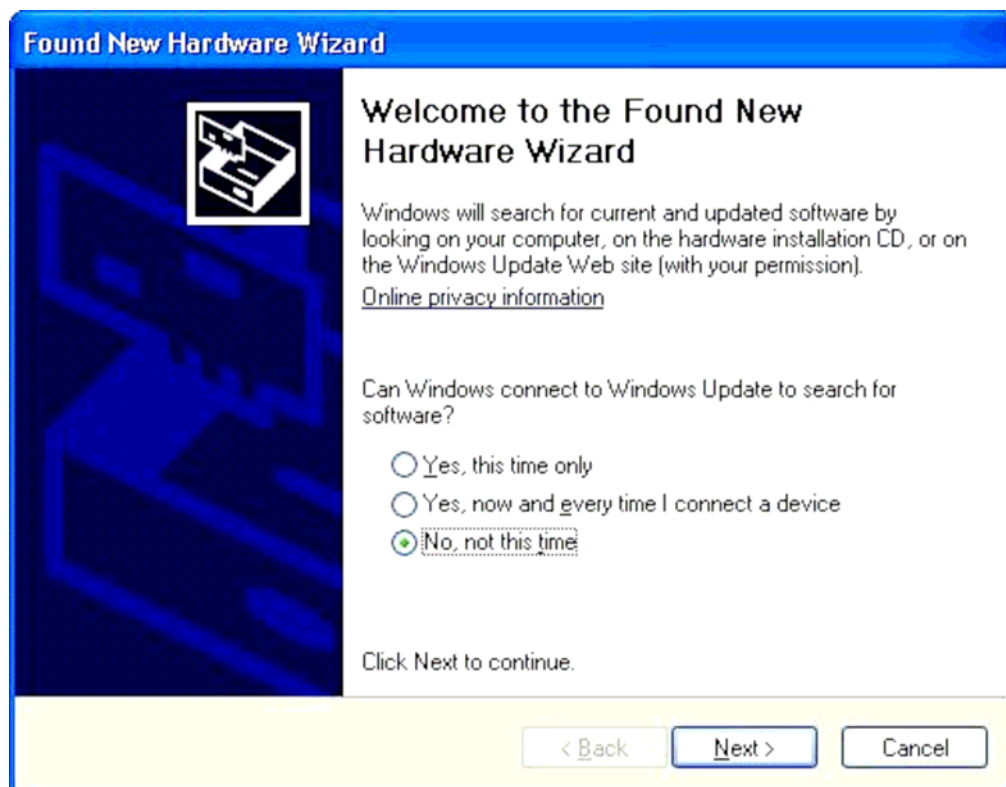 Found New Hardware Wizard
Welcome to the Found New
Hardware Wizard
Windows will search for current and updated software by
looking on your computer, on the hardware installation CD, or on
the Windows Update Web site (with your permission).
Online privacy information
Can Windows connect to Windows Update to search for
software?
Yes, this time only
Yes, now and every time I connect a device
No, not this time
Click Next to continue.
< Back
Next >
Cancel